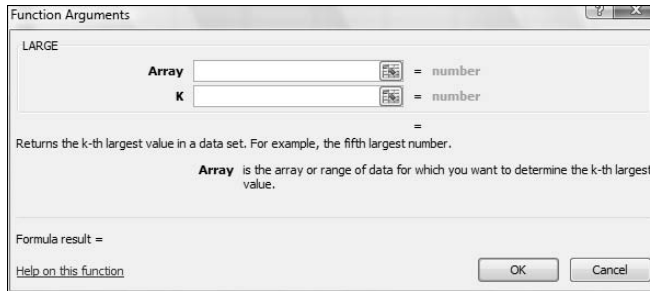 Function Arguments
LARGE
Array = number
K = number
=
Returns the k-th largest value in a data set. For example, the fifth largest number.
Array is the array or range of data for which you want to determine the k-th largest
value.
Formula result =
Help on this function
OK Cancel